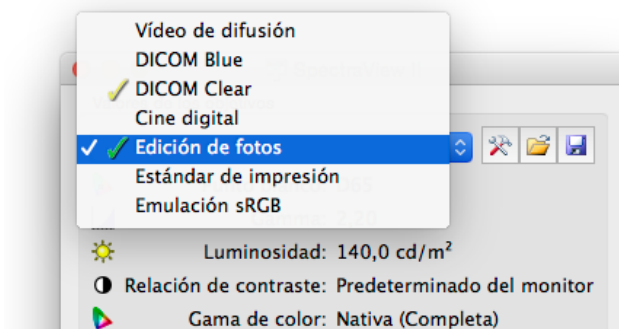 Vídeo de difusión
DICOM Blue
DICOM Clear
Cine digital
Edición de fotos
Estándar de impresión
Emulación sRGB
Luminosidad: 140,0 cd/m²
Relación de contraste: Predeterminado del monitor
Gama de color: Nativa (Completa)